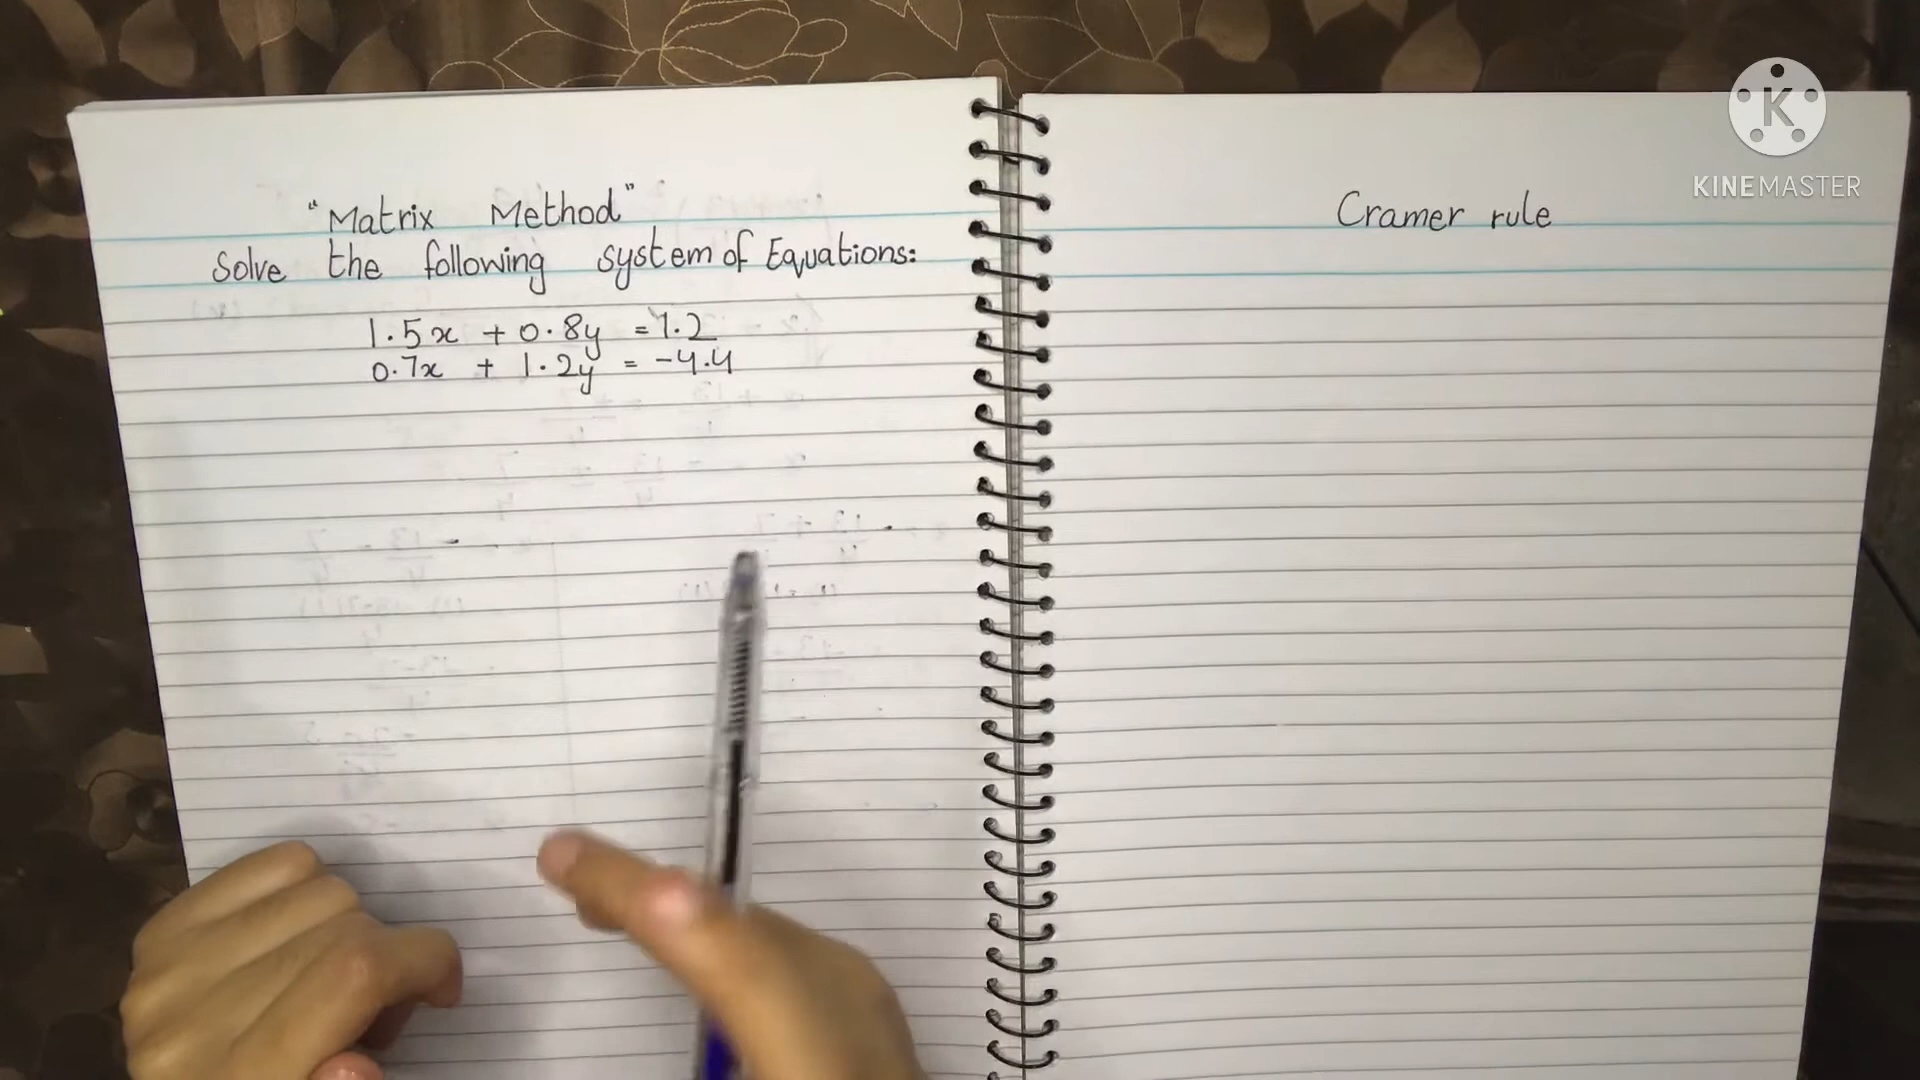 "Matrix Method"
Solve the following system of Equations:
1.5x + 0.8y = 1.2
0.7x + 1.2y = -4.4
Cramer rule
K
KINEMASTER